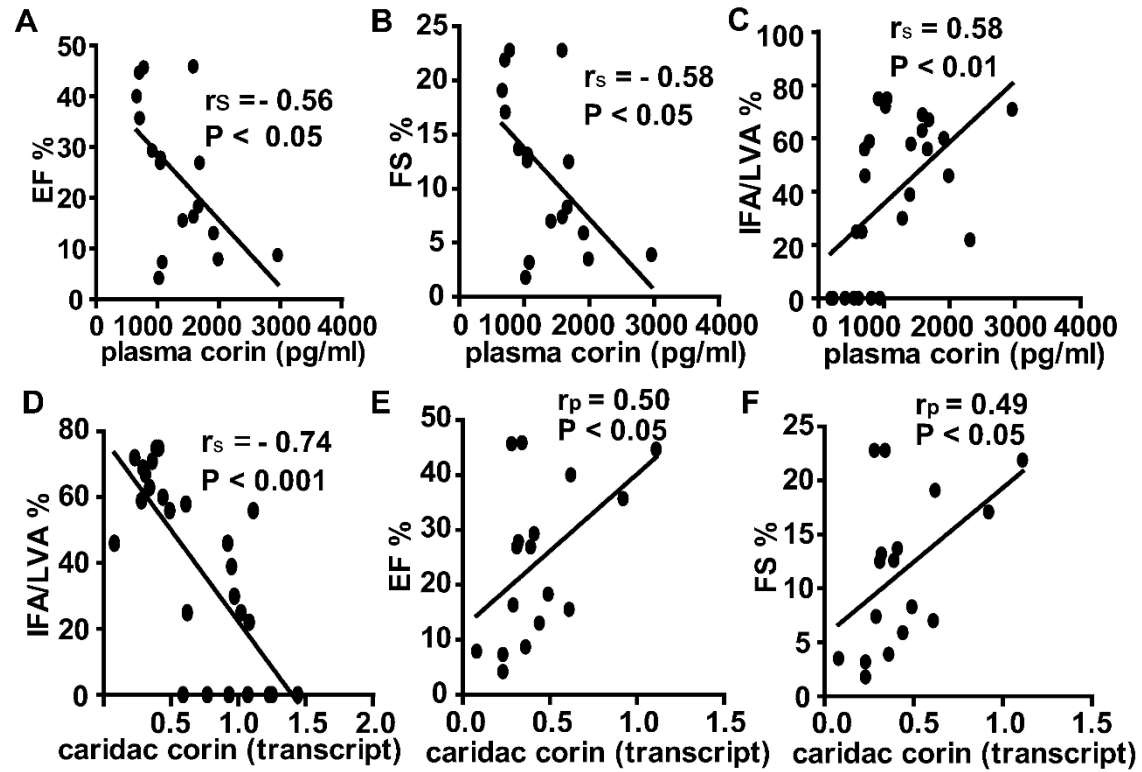 A
50
40
30
20
10
0
EF %
rs = - 0.56
P < 0.05
0 1000 2000 3000 4000
plasma corin (pg/ml)
B
25
20
15
10
5
0
FS %
rs = - 0.58
P < 0.05
0 1000 2000 3000 4000
plasma corin (pg/ml)
C
100
80
60
40
20
0
IFA/LVA %
rs = 0.58
P < 0.01
0 1000 2000 3000 4000
plasma corin (pg/ml)
D
80
60
40
20
0
IFA/LVA %
rs = - 0.74
P < 0.001
0.5 1.0 1.5 2.0
caridac corin (transcript)
E
50
40
30
20
10
0
EF %
rp = 0.50
P < 0.05
0.0 0.5 1.0 1.5
caridac corin (transcript)
F
25
20
15
10
5
0
FS %
rp = 0.49
P < 0.05
0.0 0.5 1.0 1.5
caridac corin (transcript)